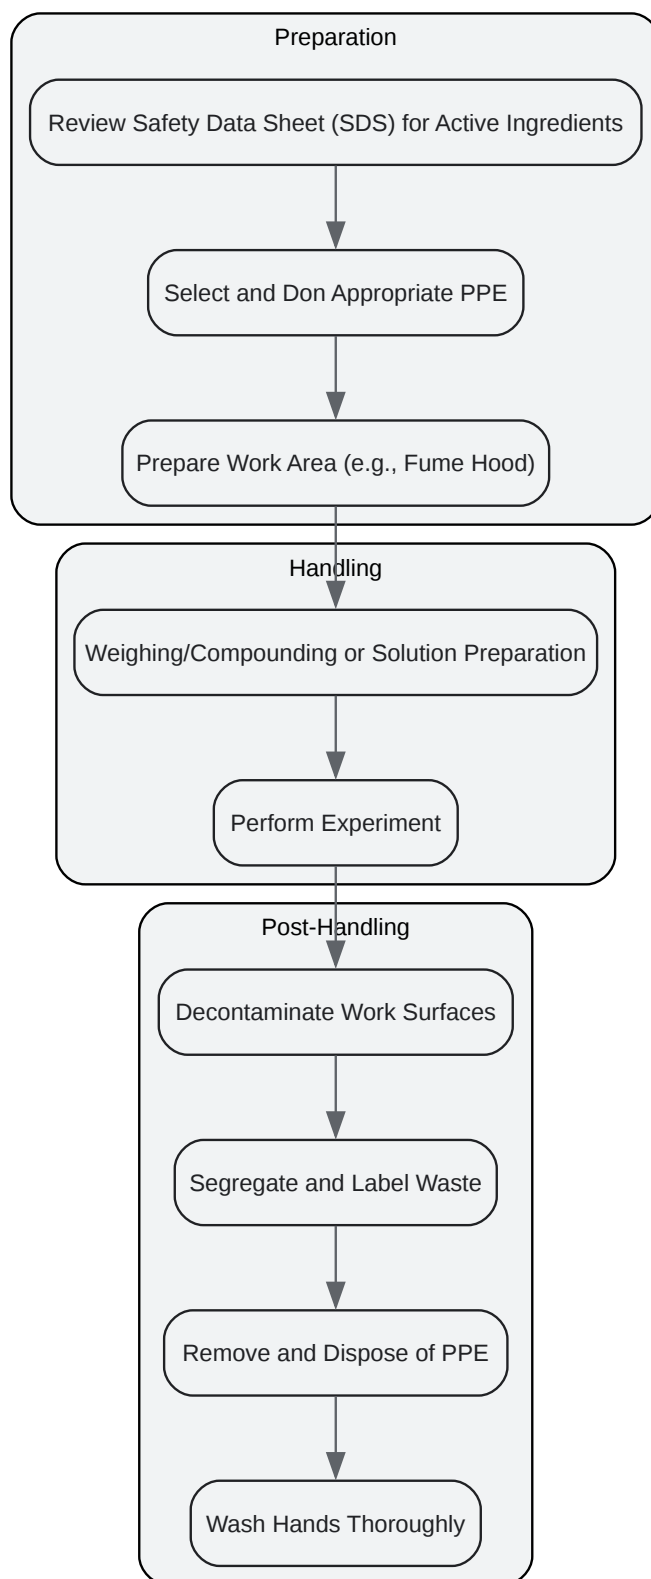 Preparation
Review Safety Data Sheet (SDS) for Active Ingredients
Select and Don Appropriate PPE
Prepare Work Area (e.g., Fume Hood)
Handling
Weighing/Compounding or Solution Preparation
Perform Experiment
Post-Handling
Decontaminate Work Surfaces
Segregate and Label Waste
Remove and Dispose of PPE
Wash Hands Thoroughly